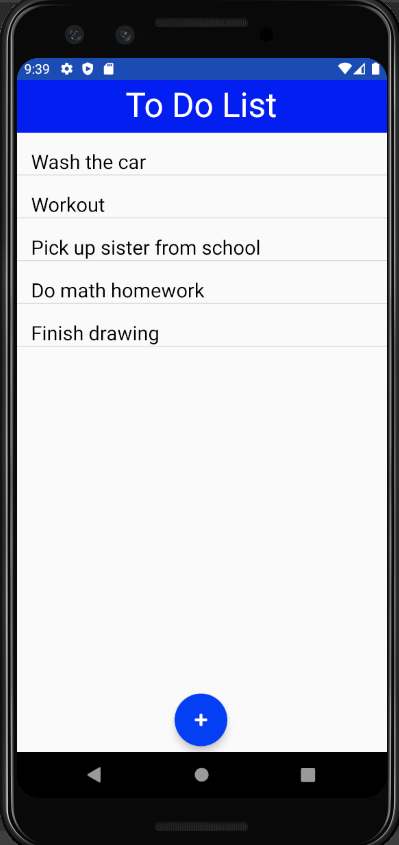 9:39
To Do List
Wash the car
Workout
Pick up sister from school
Do math homework
Finish drawing
+